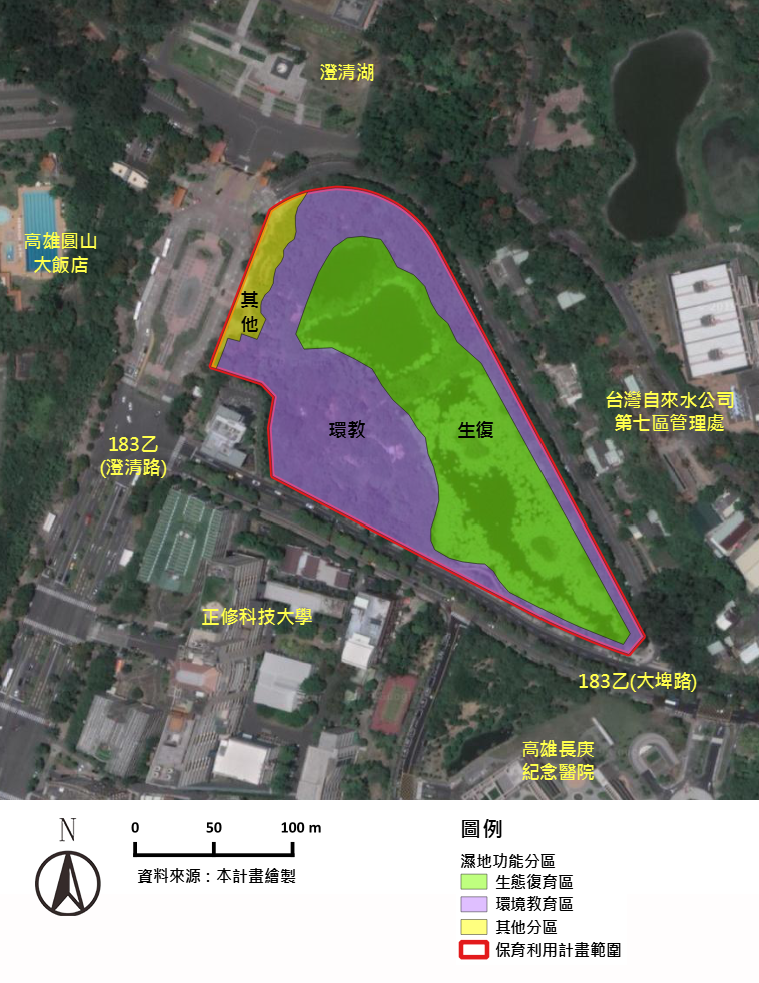 澄清湖
高雄圓山
大飯店
其
他
台灣自來水公司
第七區管理處
環教
生復
183乙
(澄清路)
正修科技大學
183乙(大埤路)
高雄長庚
紀念醫院
N
0 50 100 m
資料來源：本計畫繪製
圖例
濕地功能分區
生態復育區
環境教育區
其他分區
保育利用計畫範圍